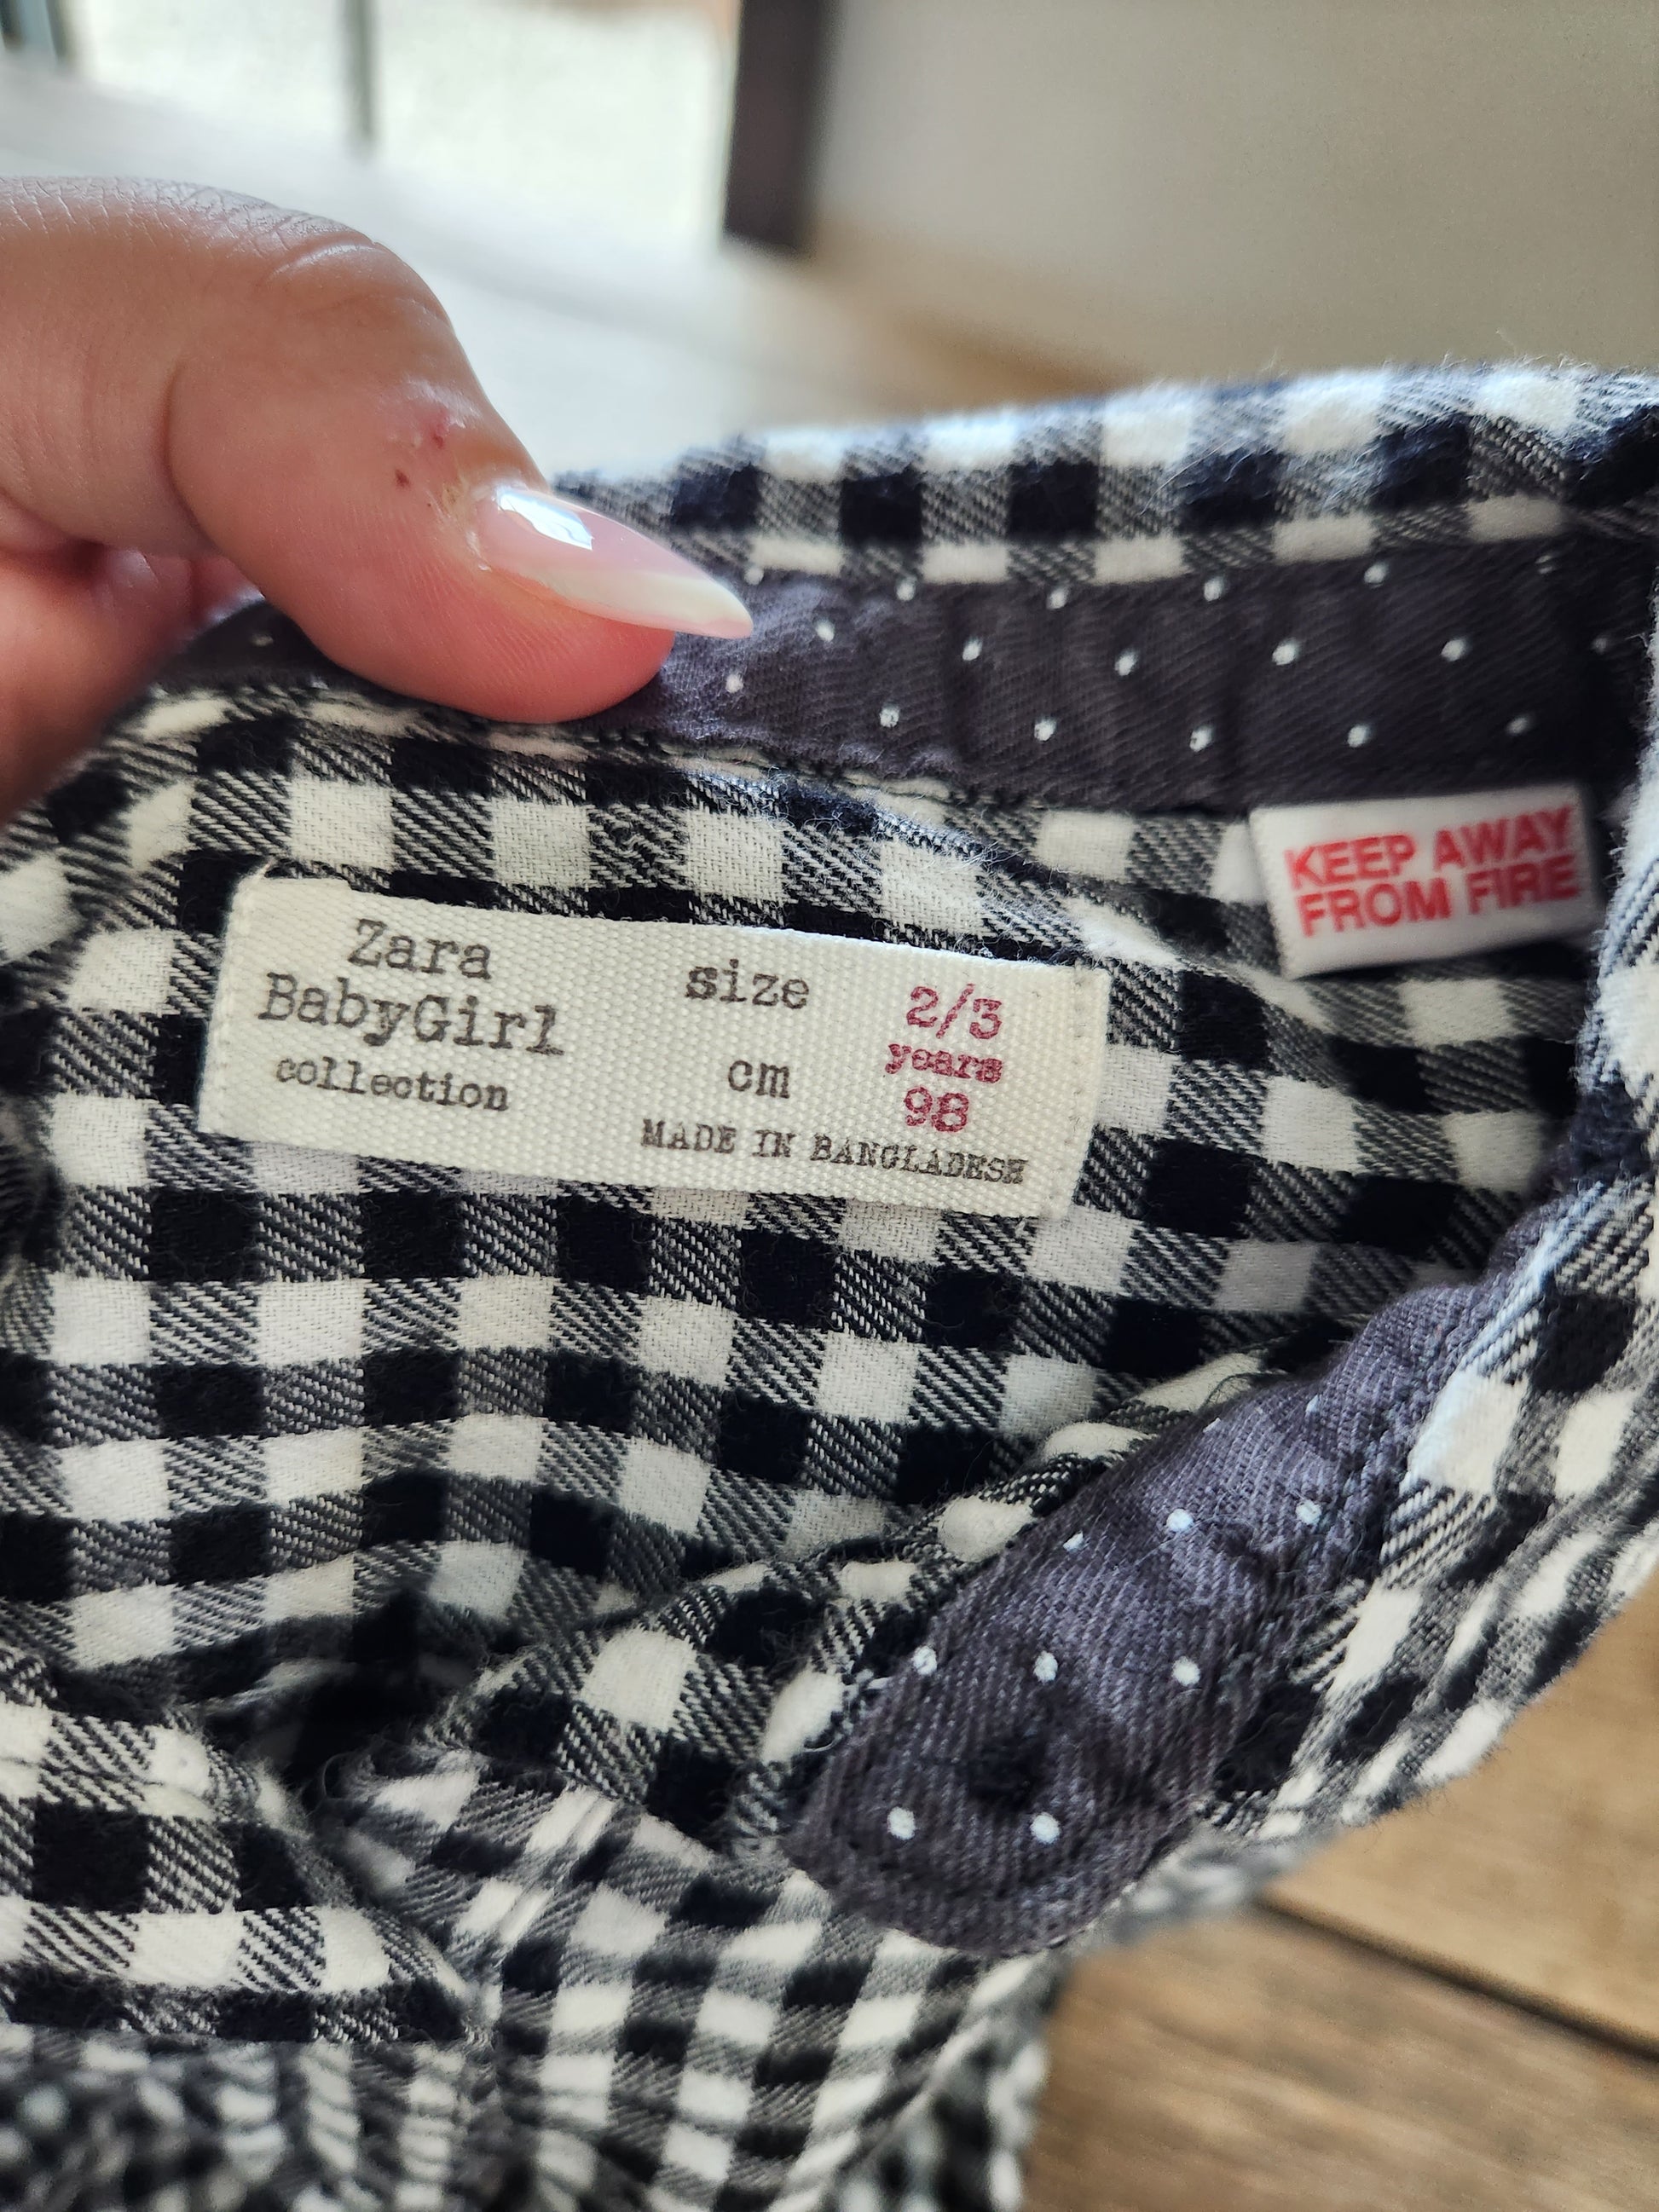 Zara
BabyGirl
collection
size 2/3
years
cm 98
MADE IN BANGLADESH
KEEP AWAY
FROM FIRE